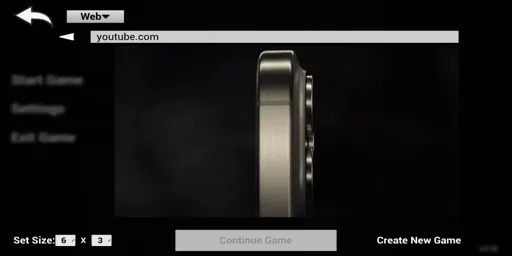 Web
youtube.com
Start Game
Settings
Exit Game
Set Size: 6 X 3
Continue Game
Create New Game